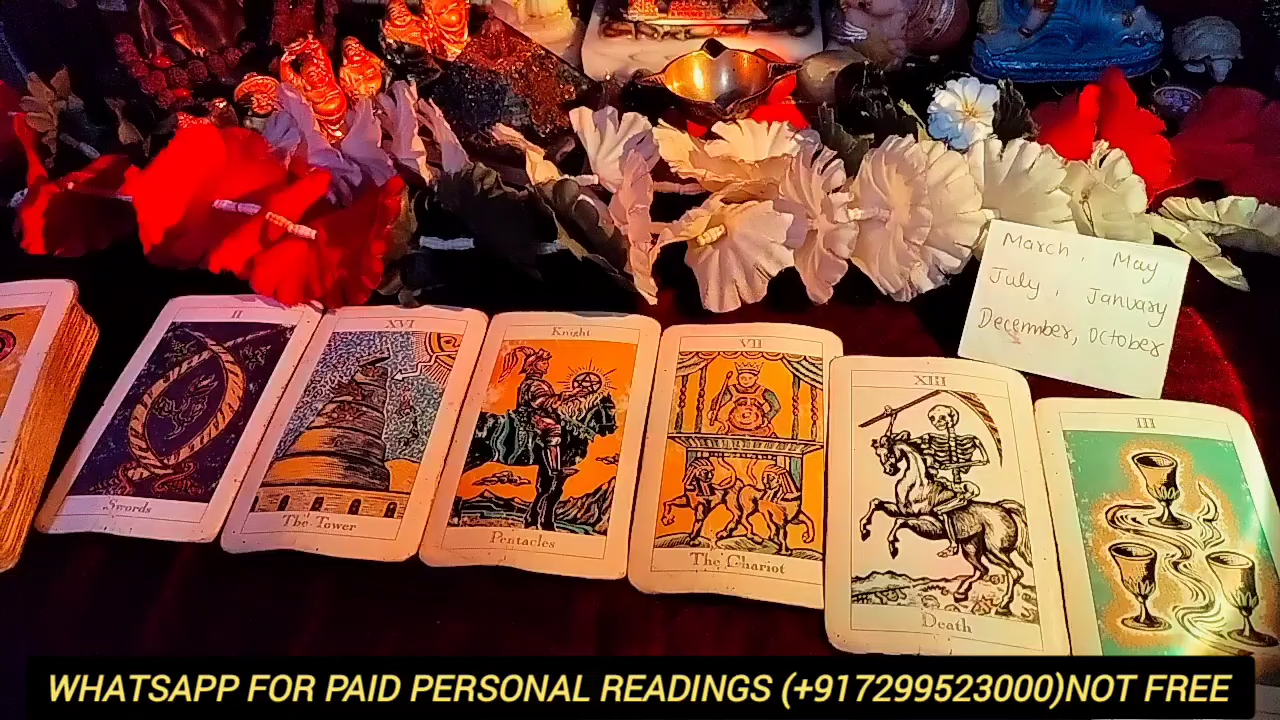 March, May
July, January
December, October
II
Swords
XVI
The Tower
Knight
Pentacles
VII
The Chariot
XIII
Death
III
WHATSAPP FOR PAID PERSONAL READINGS (+917299523000)NOT FREE